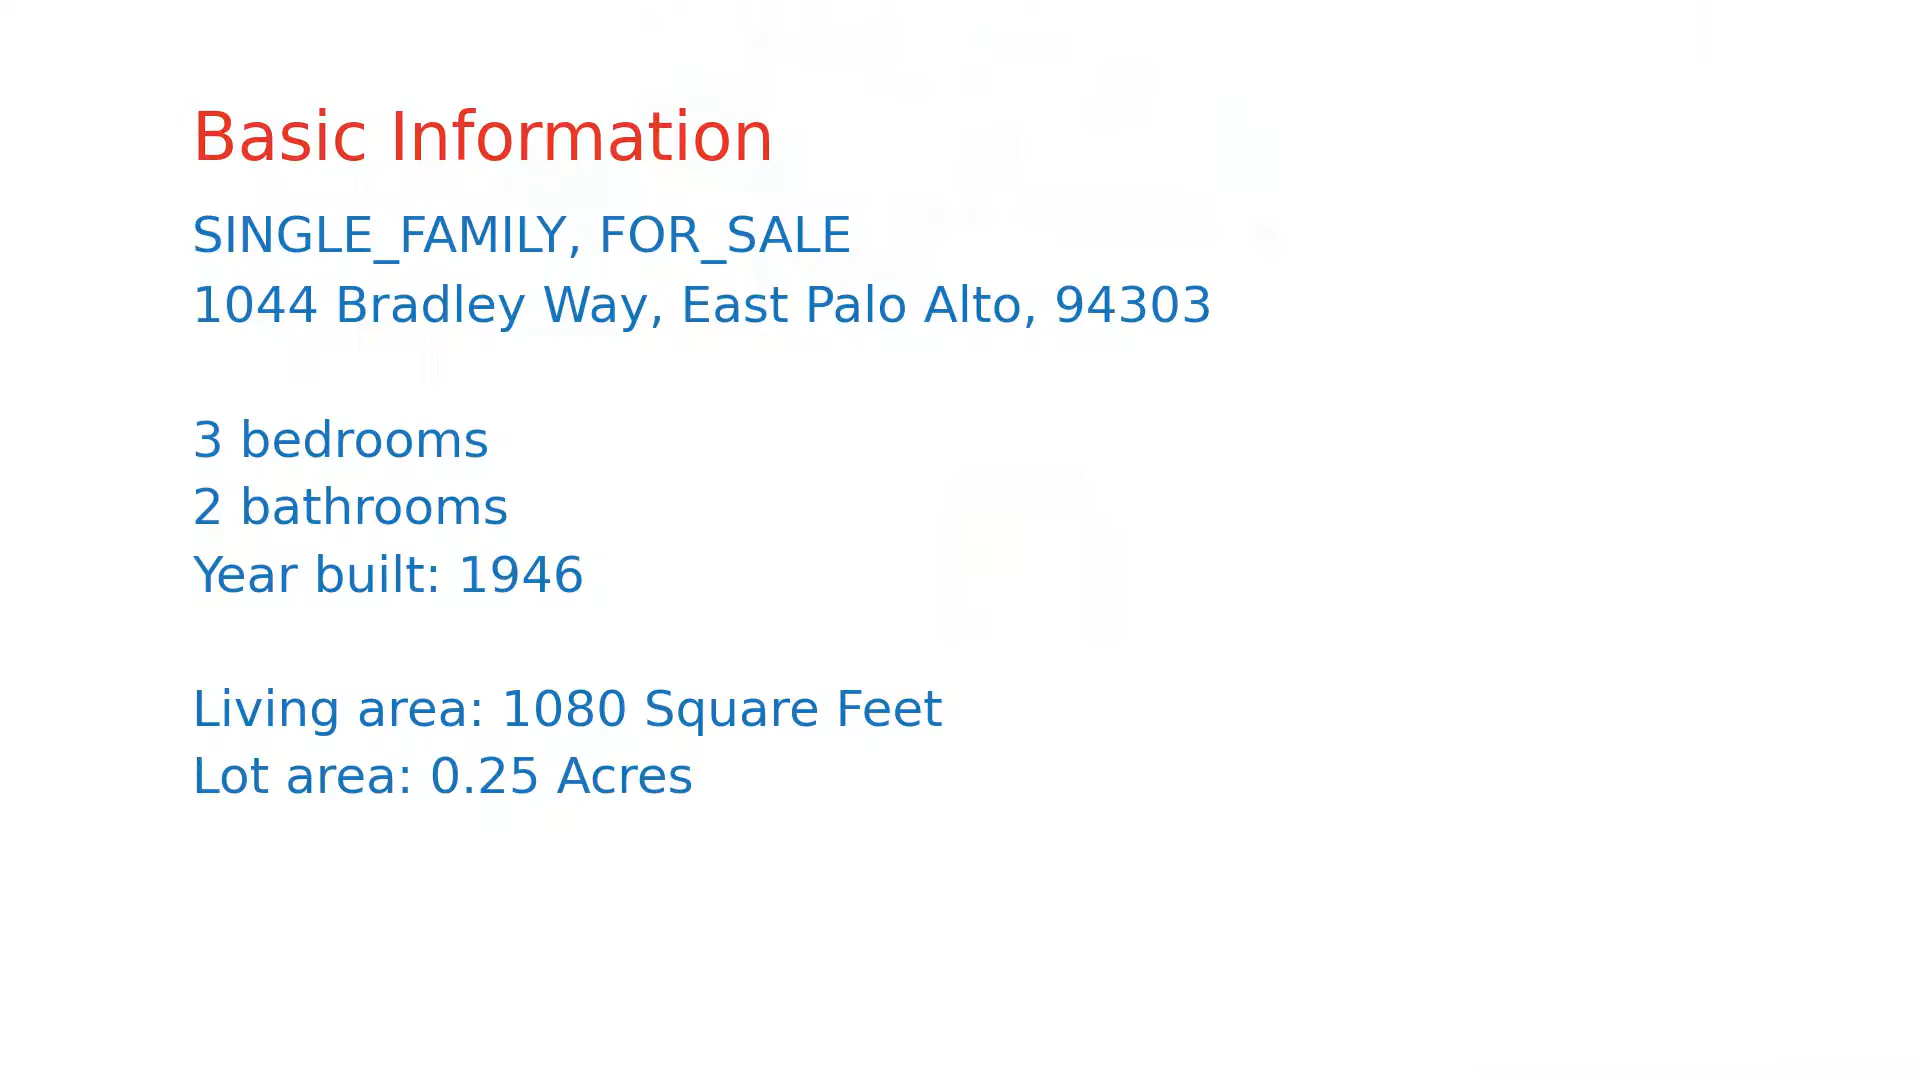 Basic Information
SINGLE_FAMILY, FOR_SALE
1044 Bradley Way, East Palo Alto, 94303
3 bedrooms
2 bathrooms
Year built: 1946
Living area: 1080 Square Feet
Lot area: 0.25 Acres